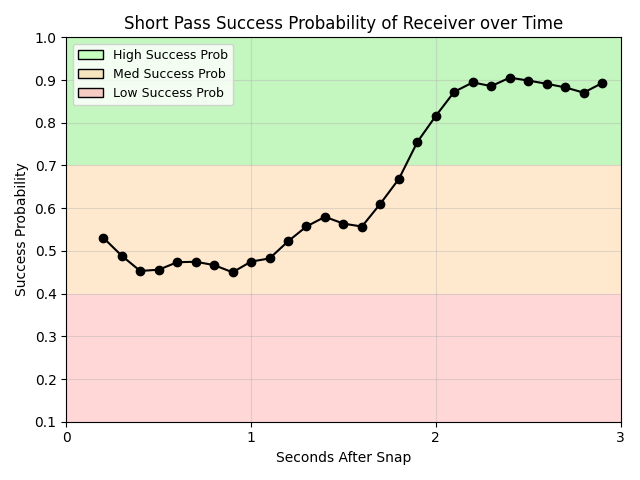 Short Pass Success Probability of Receiver over Time
1.0
High Success Prob
Med Success Prob
Low Success Prob
0.9
0.8
0.7
0.6
0.5
0.4
0.3
0.2
0.1
Success Probability
0
1
2
3
Seconds After Snap